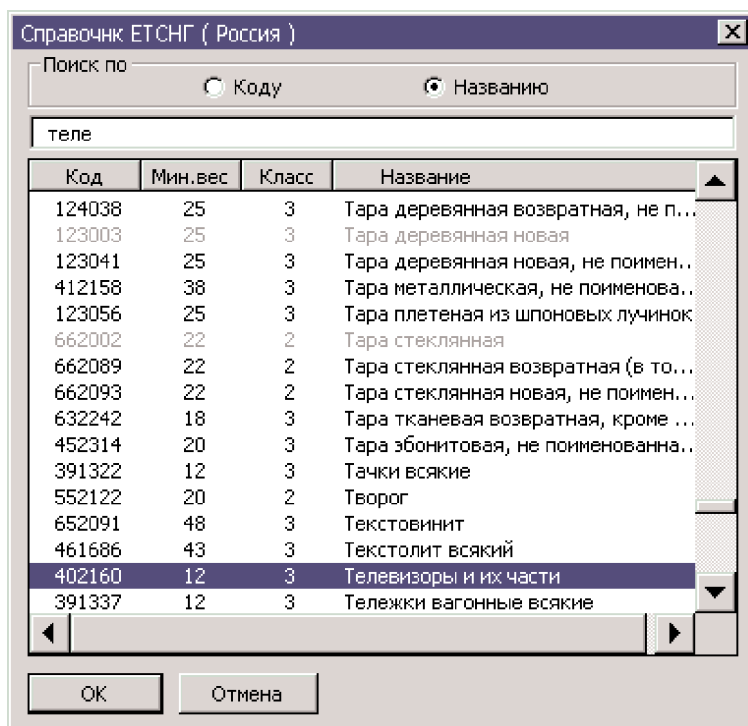 Справочнк ЕТСНГ ( Россия )
Поиск по
Коду Названию
теле
Код Мин.вес Класс Название
124038 25 3 Тара деревянная возвратная, не п...
123003 25 3 Тара деревянная новая
123041 25 3 Тара деревянная новая, не поимен...
412158 38 3 Тара металлическая, не поименова...
123056 25 3 Тара плетеная из шпоновых лучинок
662002 22 2 Тара стеклянная
662089 22 2 Тара стеклянная возвратная (в то...
662093 22 2 Тара стеклянная новая, не поимен...
632242 18 3 Тара тканевая возвратная, кроме ...
452314 20 3 Тара эбонитовая, не поименованна...
391322 12 3 Тачки всякие
552122 20 2 Творог
652091 48 3 Текстовинит
461686 43 3 Текстолит всякий
402160 12 3 Телевизоры и их части
391337 12 3 Тележки вагонные всякие
ОК Отмена